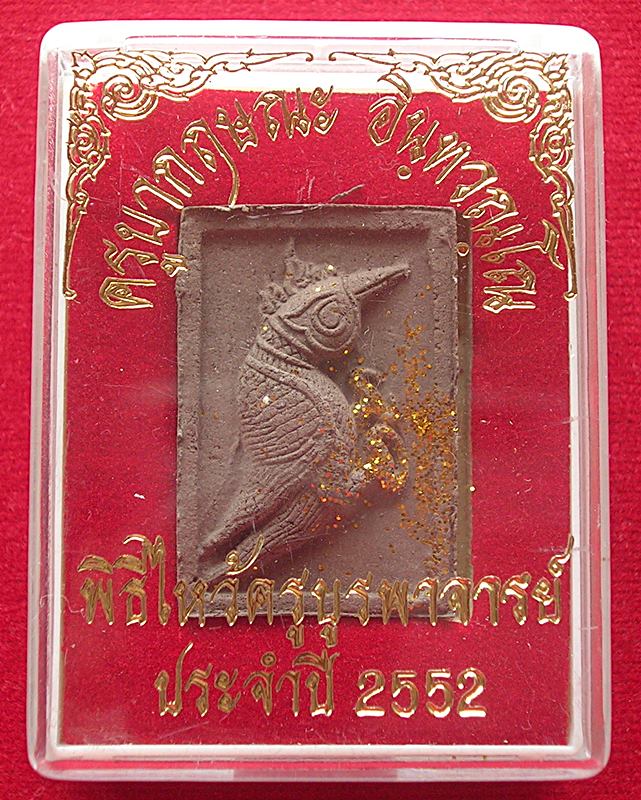 ครูบากฤษณะ อินฺทวณฺโณ
พิธีไหว้ครูบูรพาจารย์
ประจำปี 2552